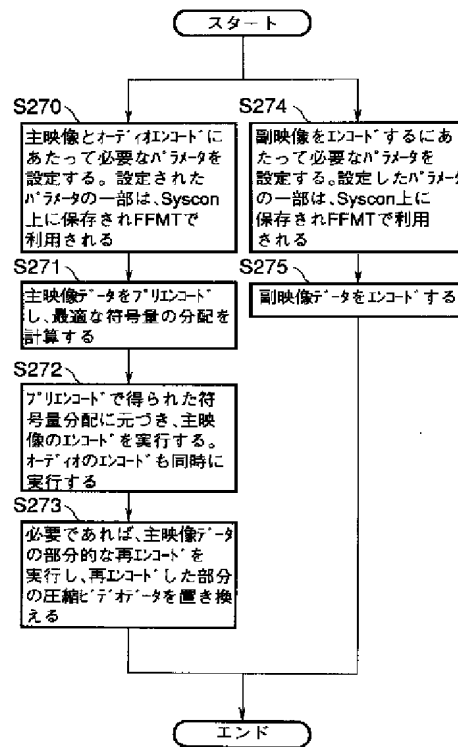 スタート
S270
主映像とオーディオエンコードに
あたって必要なパラメータを
設定する。設定された
パラメータの一部は、Syscon
上に保存されFFMTで
利用される
S271
主映像データをプリエンコード
し、最適な符号量の分配を
計算する
S272
プリエンコードで得られた符
号量分配に元づき、主映
像のエンコードを実行する。
オーディオのエンコードも同時に
実行する
S273
必要であれば、主映像データ
の部分的な再エンコードを
実行し、再エンコードした部分
の圧縮ビデオデータを置き換
える
S274
副映像をエンコードするにあ
たって必要なパラメータを
設定する。設定したパラメータ
の一部は、Syscon上に
保存されFFMTで利用
される
S275
副映像データをエンコードする
エンド